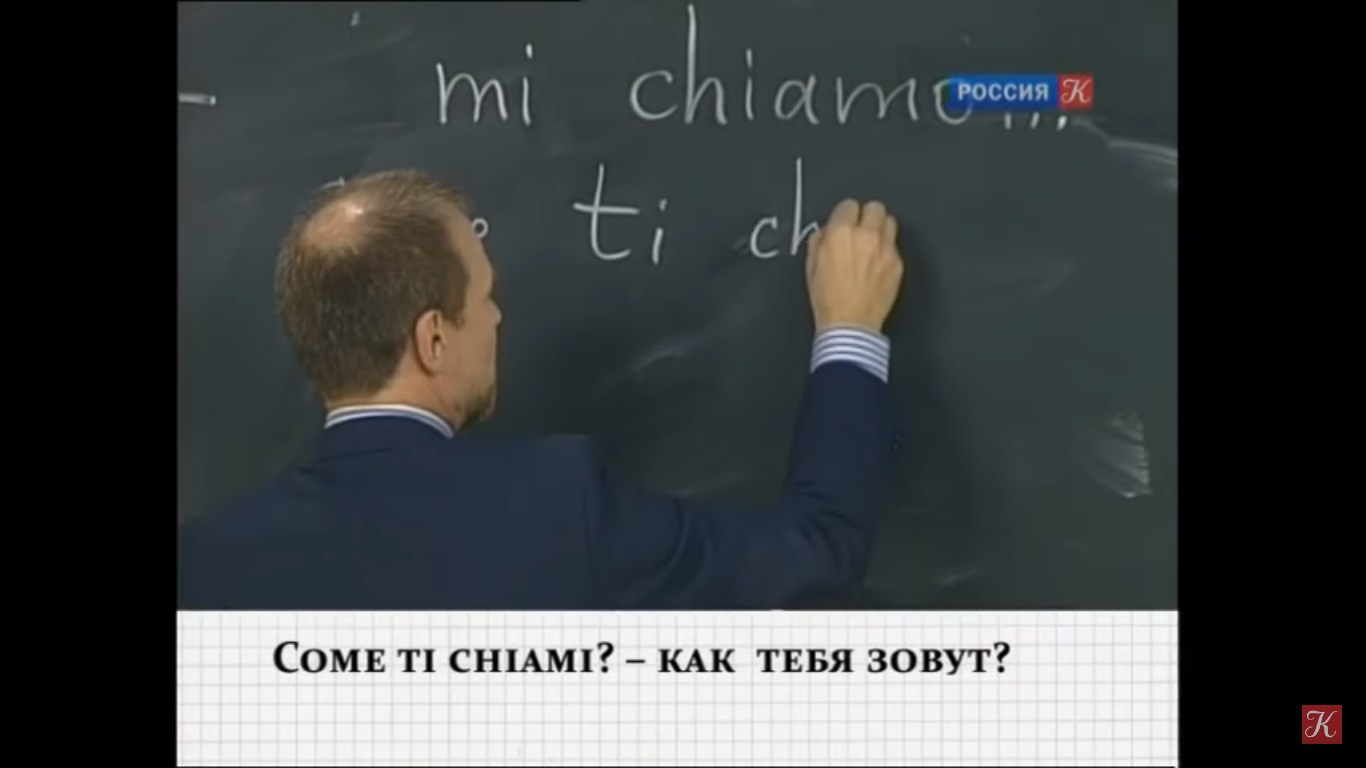 mi chiamo...
РОССИЯ К
ti ch
COME TI CHIAMI? – КАК ТЕБЯ ЗОВУТ?
К